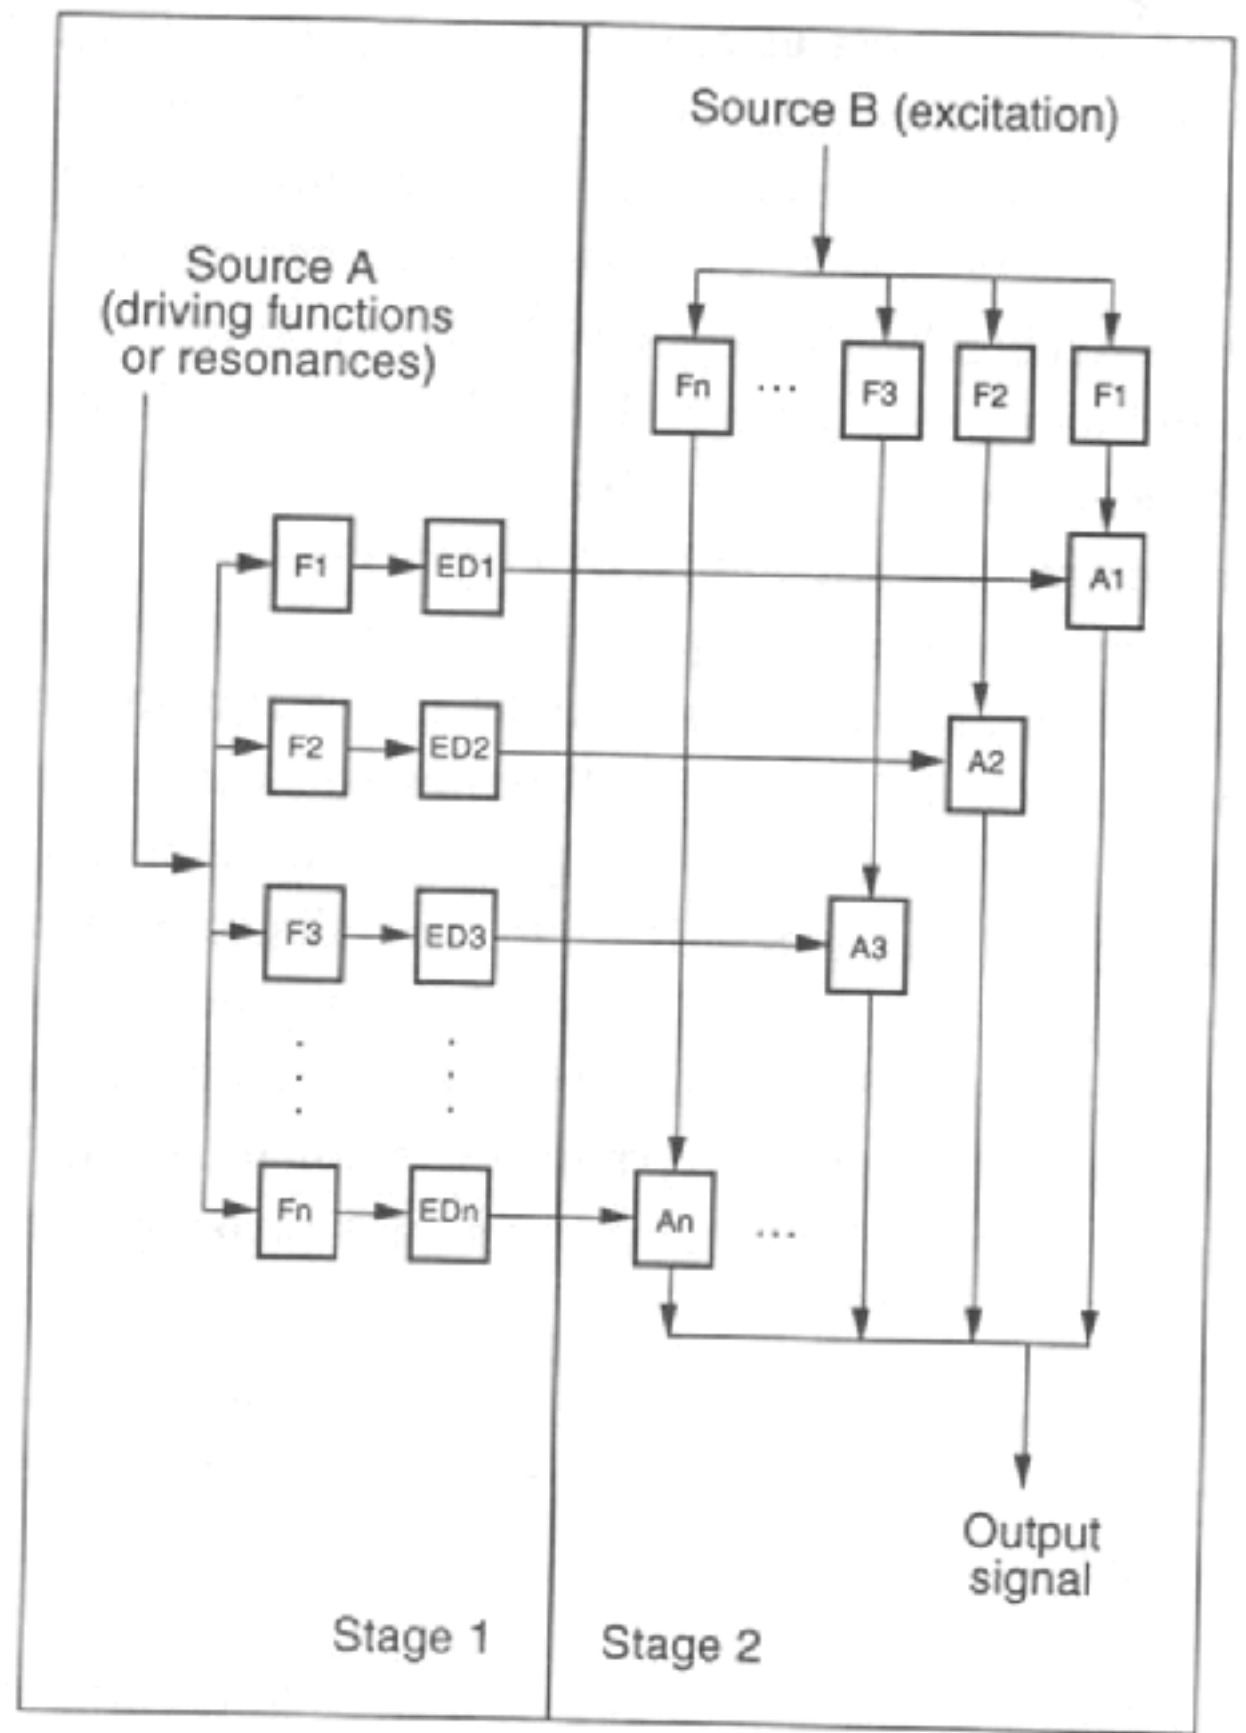 Source B (excitation)
Source A
(driving functions
or resonances)
Fn ... F3 F2 F1
F1 ED1 A1
F2 ED2 A2
F3 ED3 A3
Fn EDn An ...
Output
signal
Stage 1 Stage 2